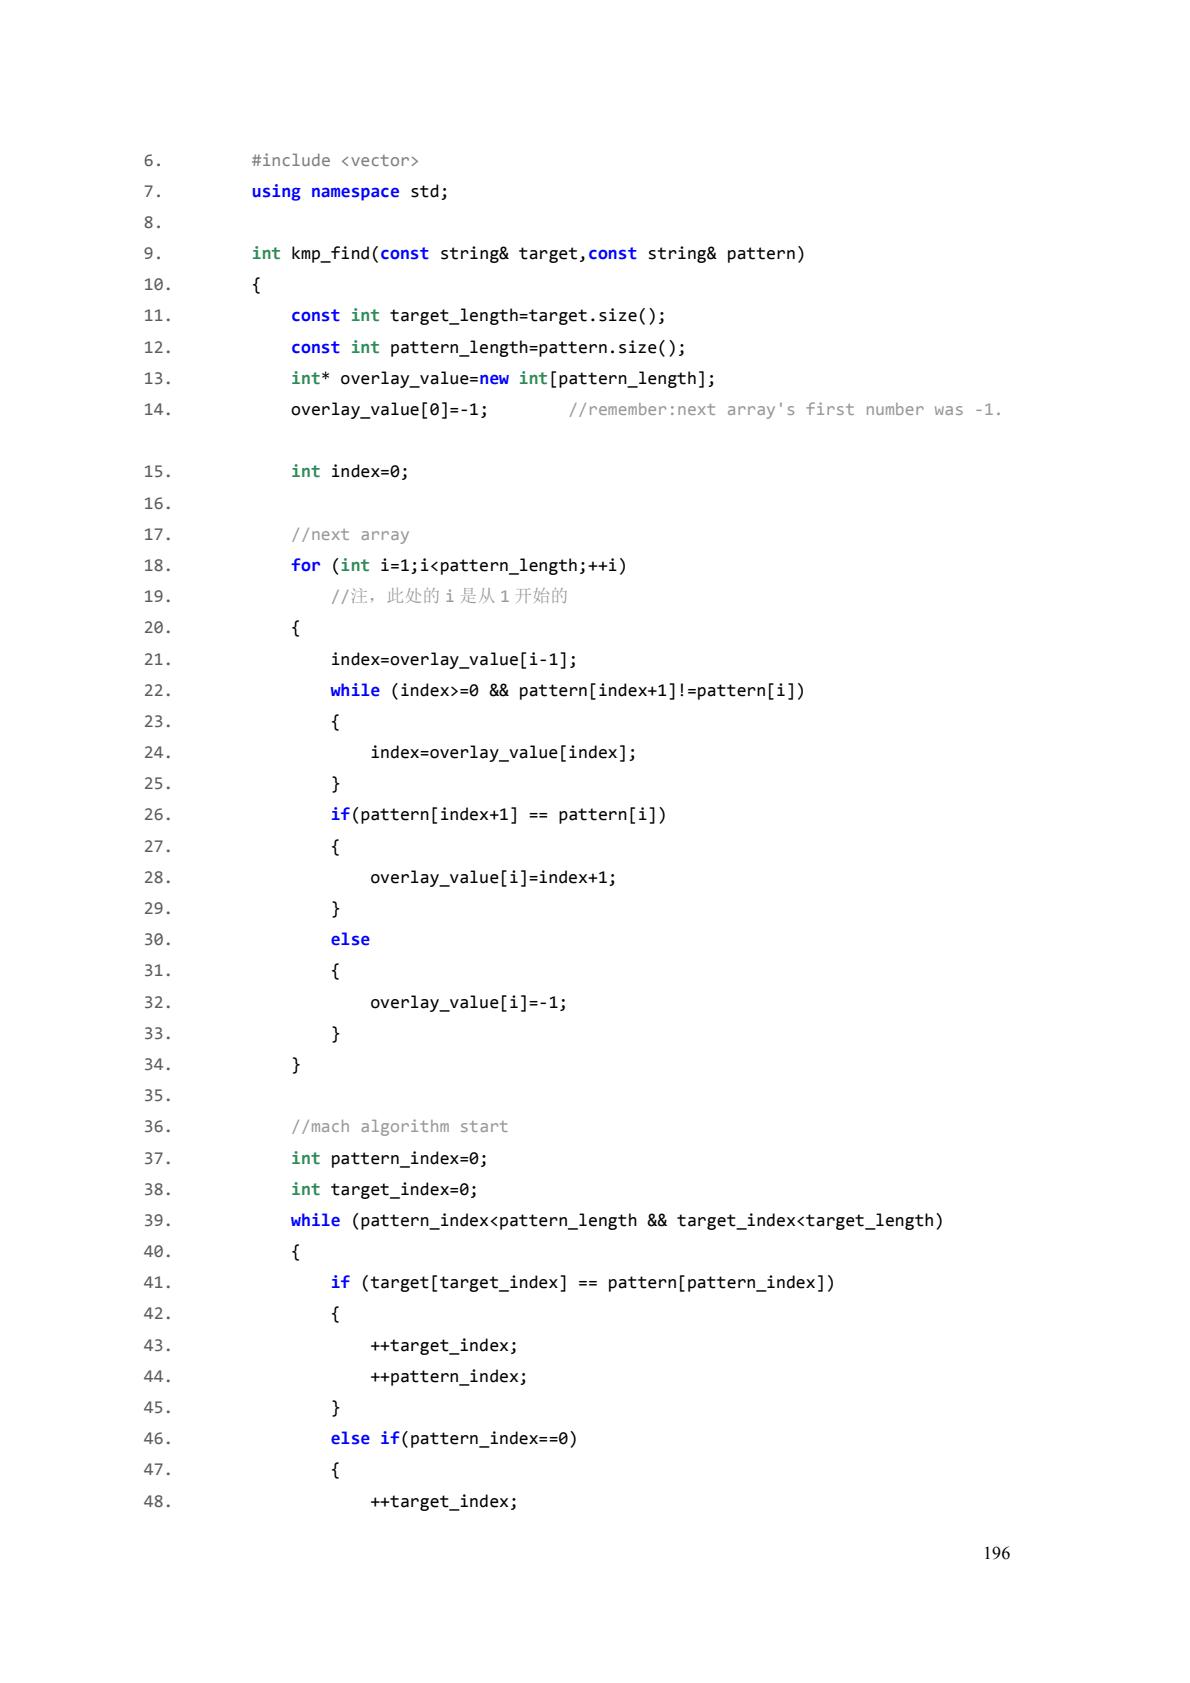 6. #include <vector>
7. using namespace std;
8.
9. int kmp_find(const string& target,const string& pattern)
10. {
11. const int target_length=target.size();
12. const int pattern_length=pattern.size();
13. int* overlay_value=new int[pattern_length];
14. overlay_value[0]=-1; //remember:next array's first number was -1.
15. int index=0;
16.
17. //next array
18. for (int i=1;i<pattern_length;++i)
19. //注，此处的 i 是从 1 开始的
20. {
21. index=overlay_value[i-1];
22. while (index>=0 && pattern[index+1]!=pattern[i])
23. {
24. index=overlay_value[index];
25. }
26. if(pattern[index+1] == pattern[i])
27. {
28. overlay_value[i]=index+1;
29. }
30. else
31. {
32. overlay_value[i]=-1;
33. }
34. }
35.
36. //mach algorithm start
37. int pattern_index=0;
38. int target_index=0;
39. while (pattern_index<pattern_length && target_index<target_length)
40. {
41. if (target[target_index] == pattern[pattern_index])
42. {
43. ++target_index;
44. ++pattern_index;
45. }
46. else if(pattern_index==0)
47. {
48. ++target_index;
196